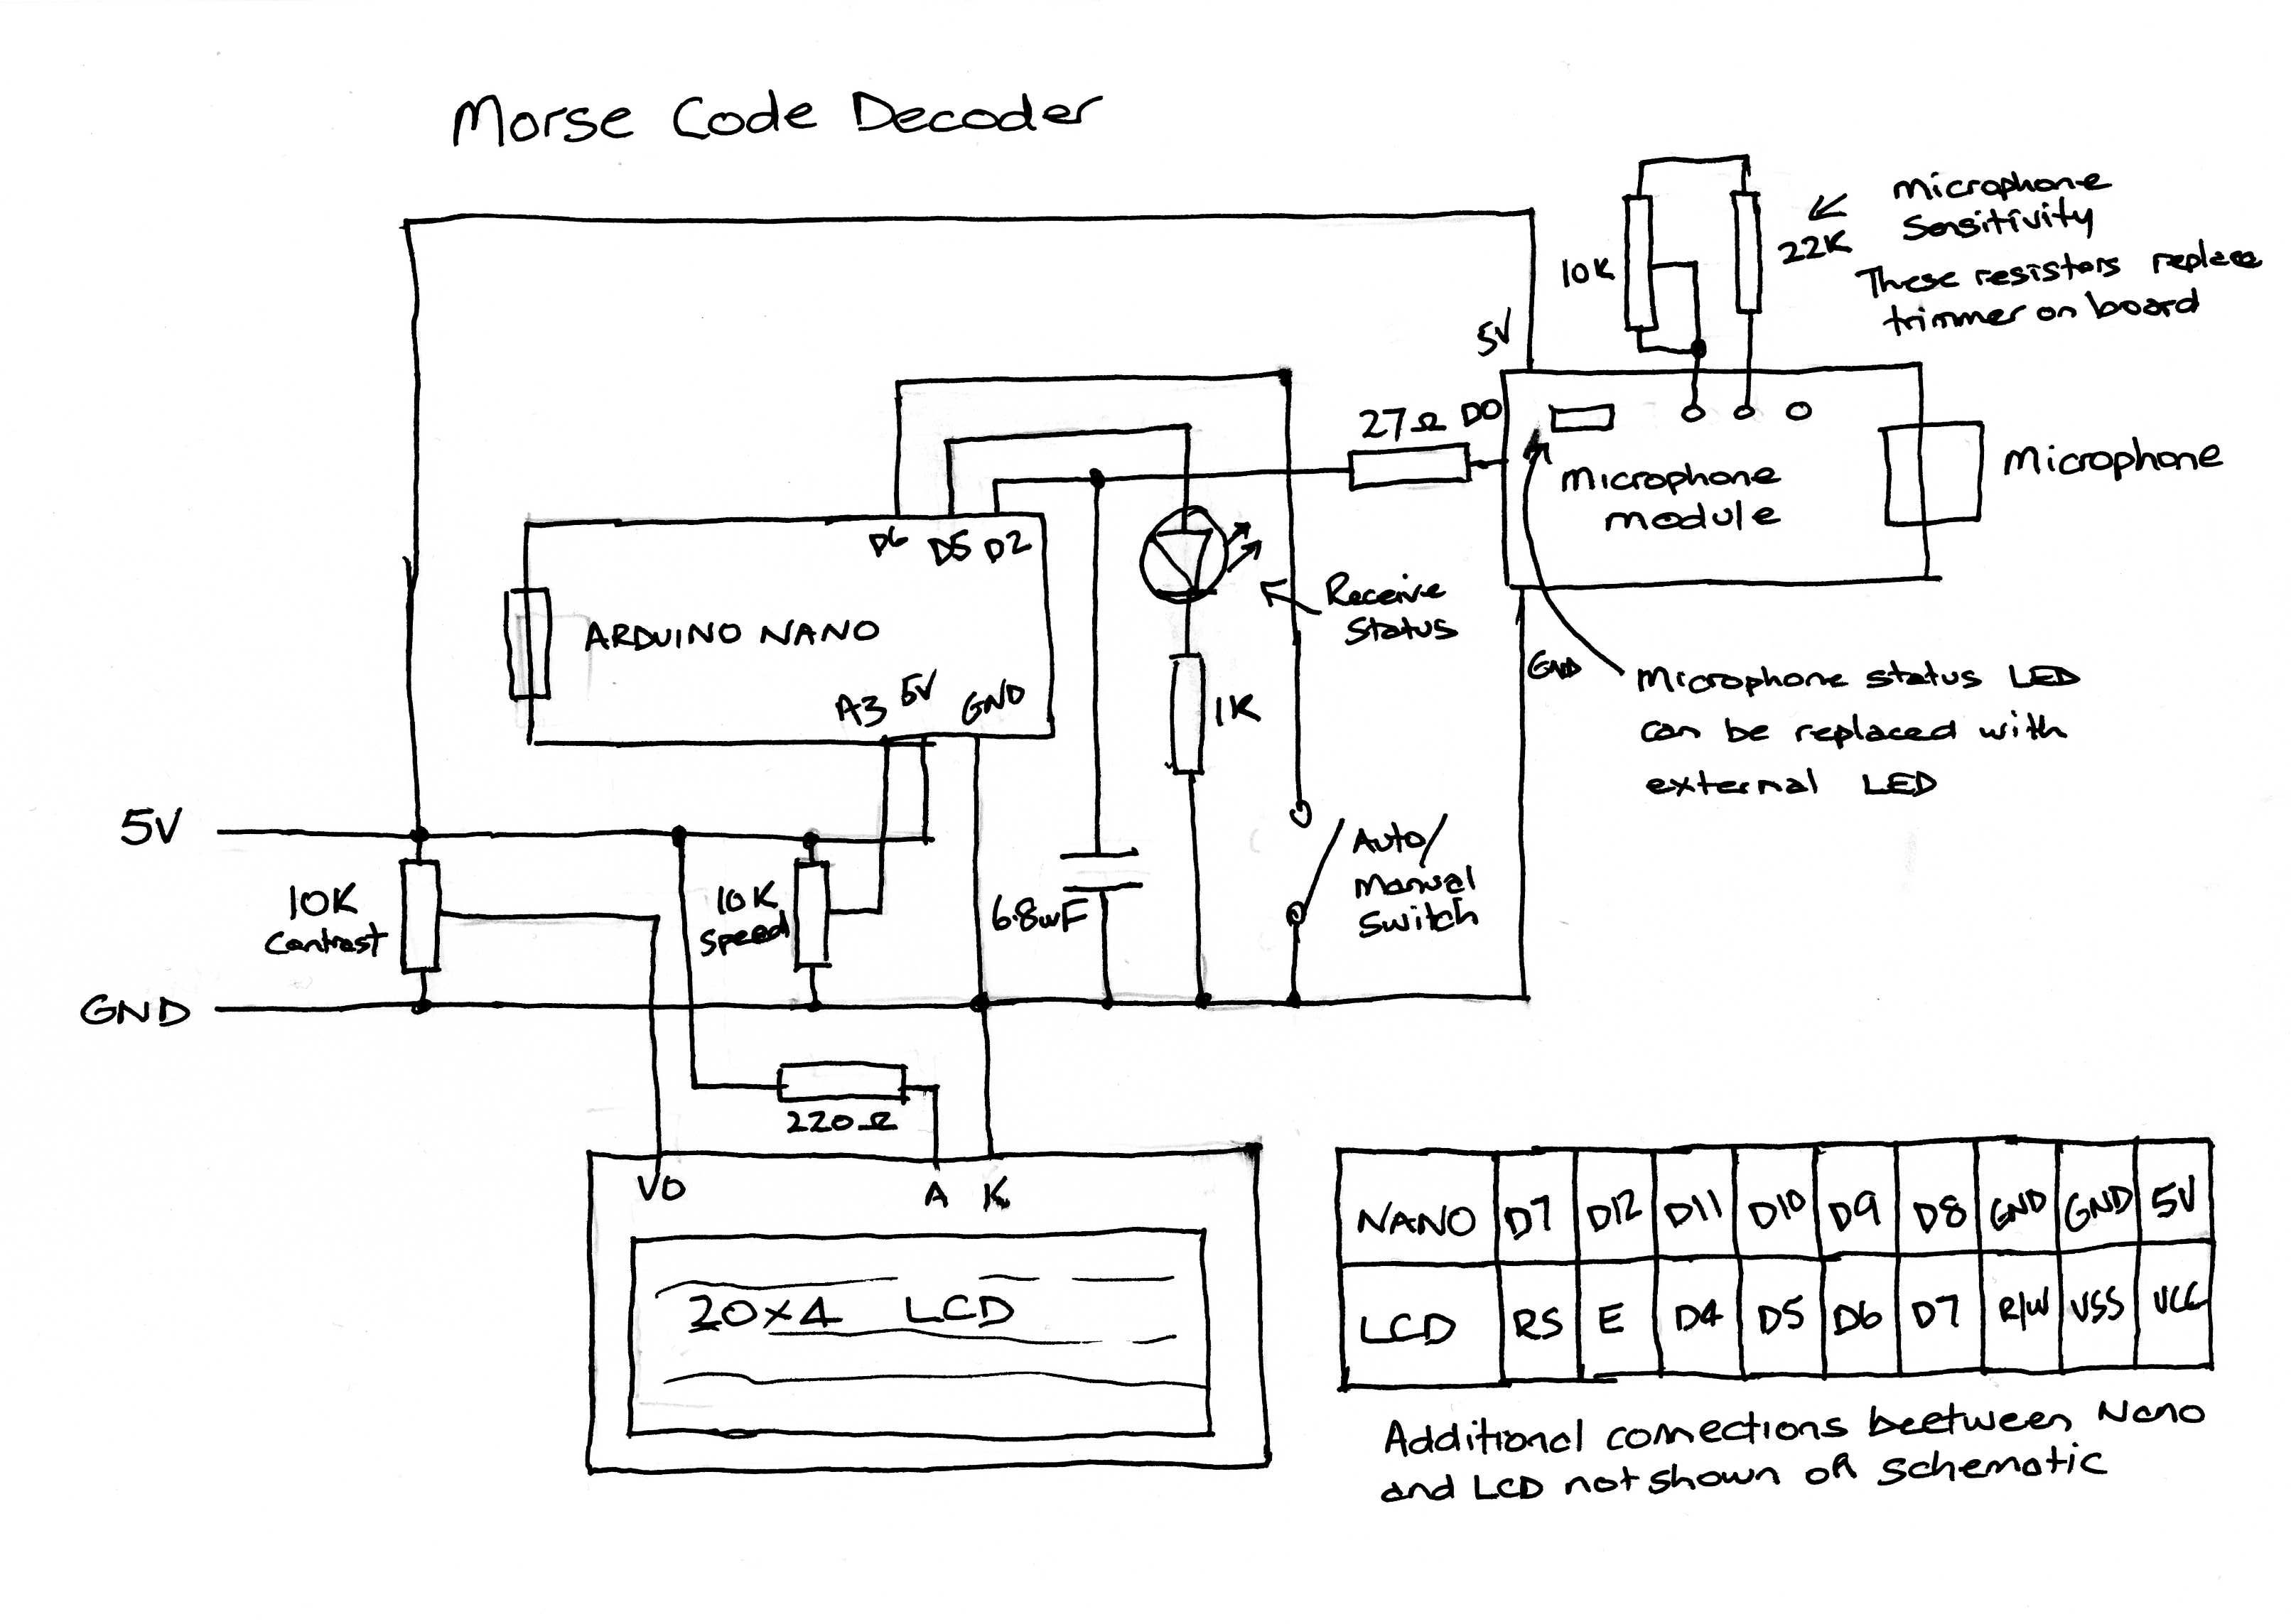 Morse Code Decoder
Microphone
Sensitivity
22K
These resistors replace
trimmer on board
10K
5V
27Ω
DO
Microphone
module
Microphone
D6 D5 D2
ARDUINO NANO
A3 5V GND
Receive
Status
1K
GND
Microphone status LED
can be replaced with
external LED
5V
10K
Contrast
10K
Speed
6.8uF
Auto/
Manual
Switch
GND
220Ω
VO A K
20x4 LCD
NANO D7 D12 D11 D10 D9 D8 GND GND 5V
LCD RS E D4 D5 D6 D7 R/W VSS VCC
Additional connections beetween Nano
and LCD not shown on schematic